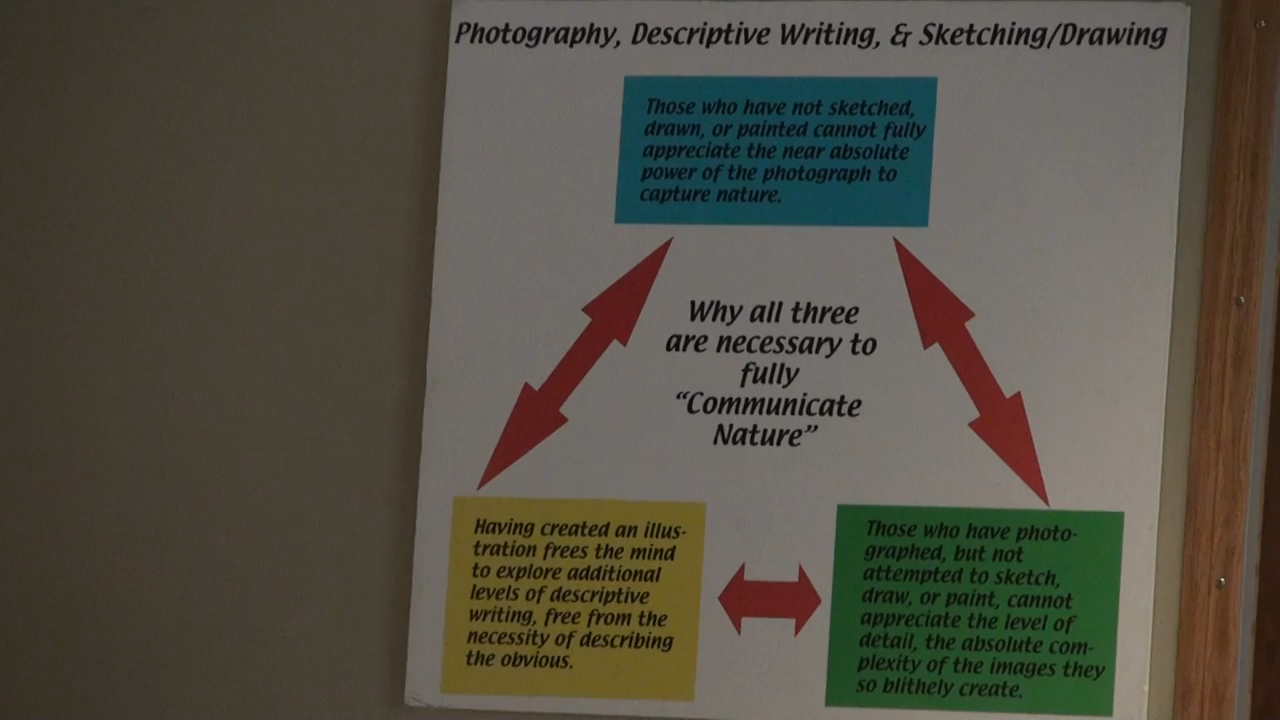 Photography, Descriptive Writing, & Sketching/Drawing
Those who have not sketched,
drawn, or painted cannot fully
appreciate the near absolute
power of the photograph to
capture nature.
Why all three
are necessary to
fully
“Communicate
Nature”
Having created an illus-
tration frees the mind
to explore additional
levels of descriptive
writing, free from the
necessity of describing
the obvious.
Those who have photo-
graphed, but not
attempted to sketch,
draw, or paint, cannot
appreciate the level of
detail, the absolute com-
plexity of the images they
so blithely create.